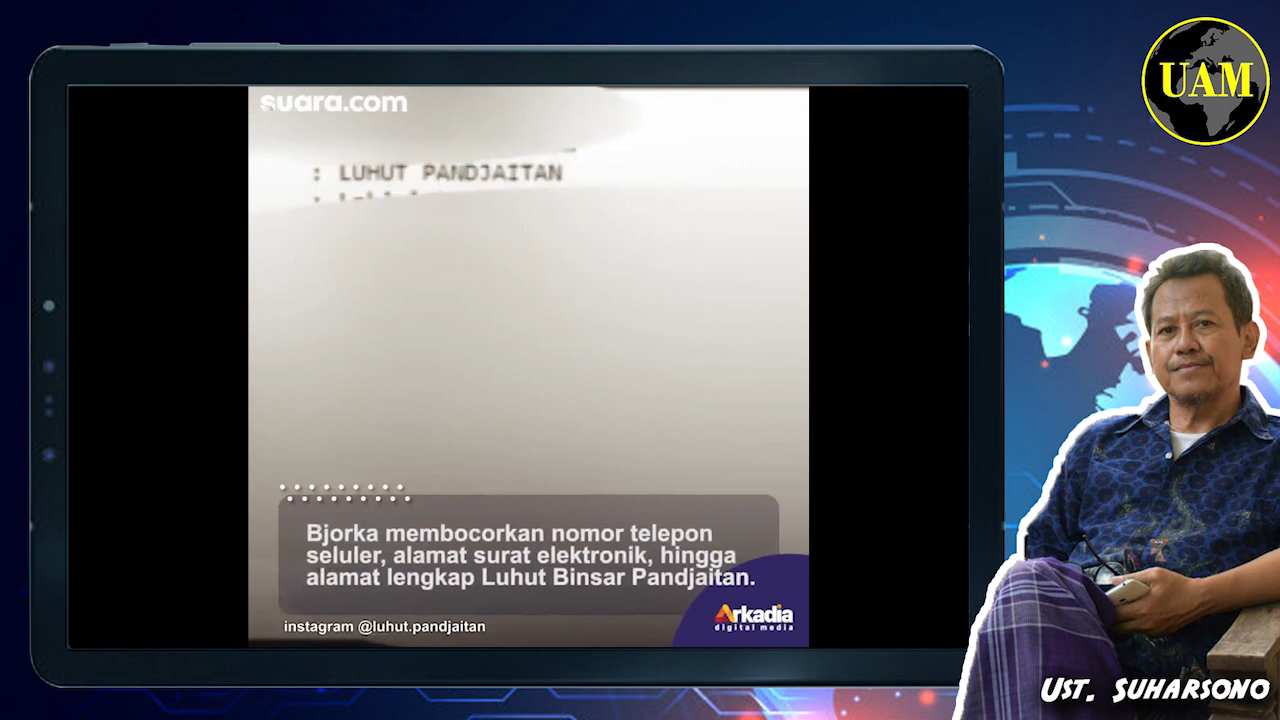 UAM
suara.com
: LUHUT PANDJAITAN
Bjorka membocorkan nomor telepon
seluler, alamat surat elektronik, hingga
alamat lengkap Luhut Binsar Pandjaitan.
Arkadia
digital media
instagram @luhut.pandjaitan
UST. SUHARSONO